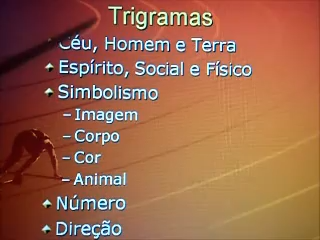 Trigramas
Céu, Homem e Terra
Espírito, Social e Físico
Simbolismo
– Imagem
– Corpo
– Cor
– Animal
Número
Direção